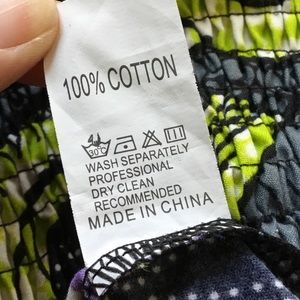 100% COTTON
30°C
WASH SEPARATELY
PROFESSIONAL
DRY CLEAN
RECOMMENDED
MADE IN CHINA